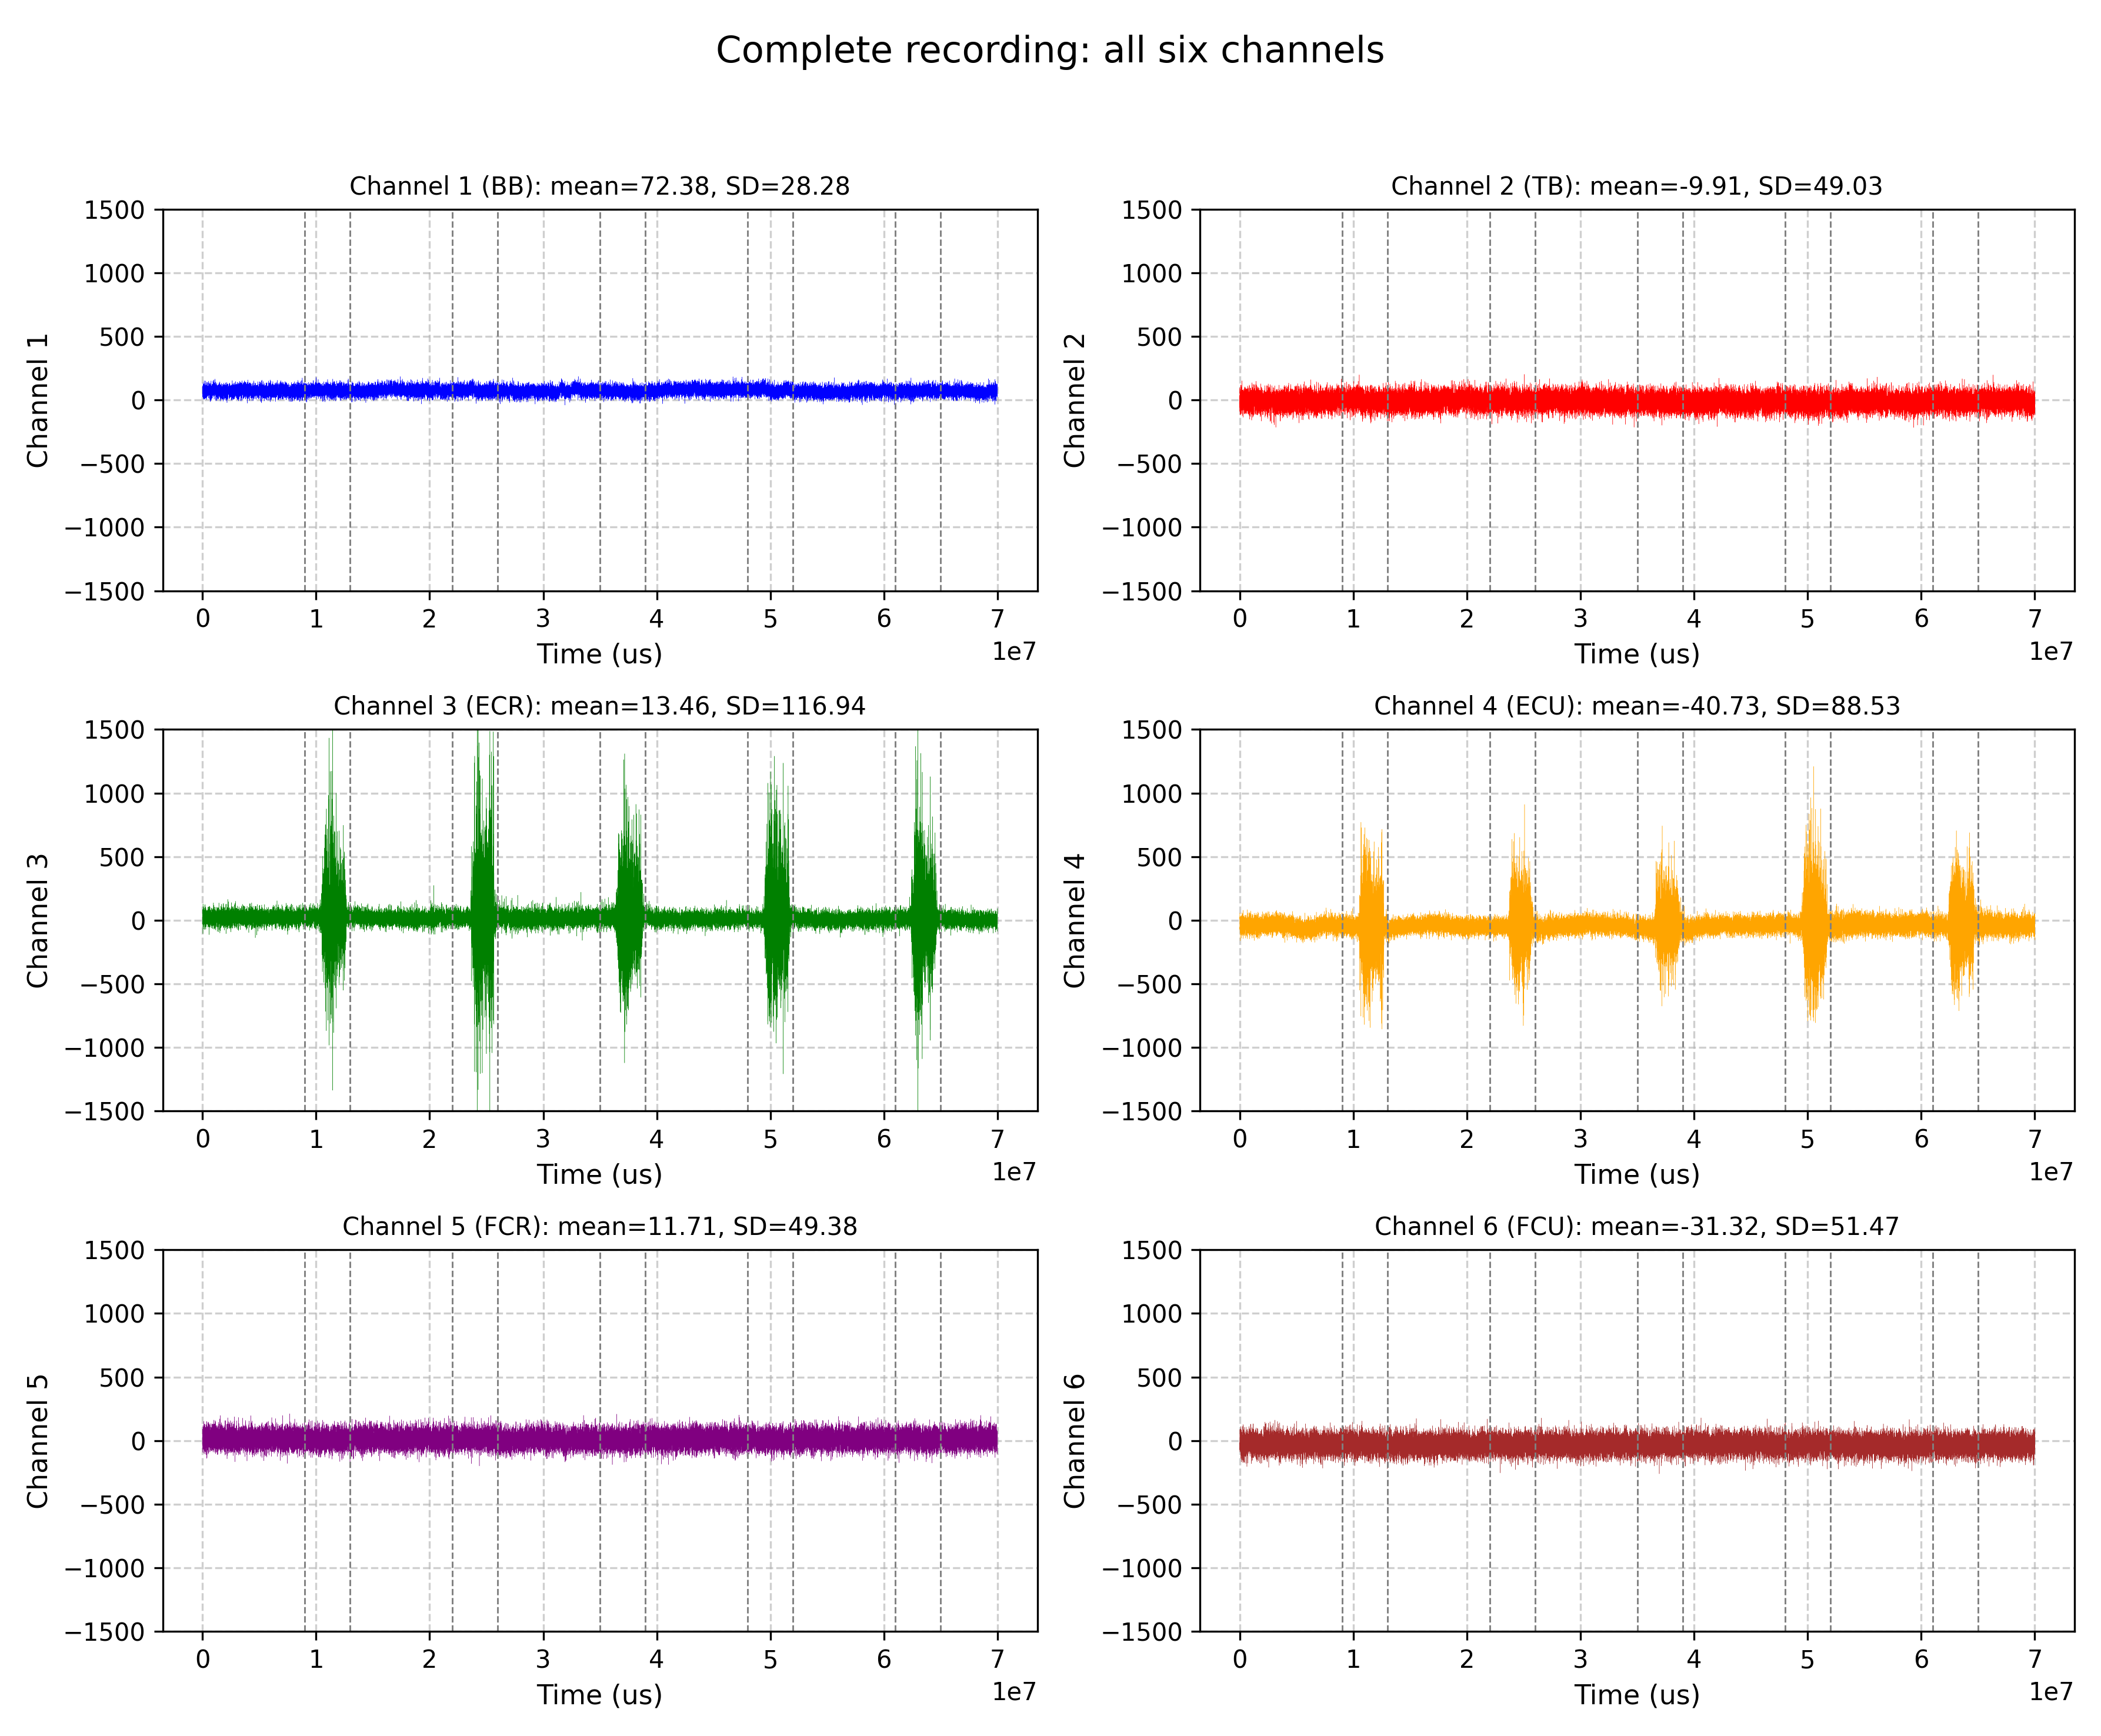 Complete recording: all six channels
Channel 1 (BB): mean=72.38, SD=28.28
1500
1000
500
0
−500
−1000
−1500
Channel 1
0 1 2 3 4 5 6 7
Time (us)
1e7
Channel 2 (TB): mean=-9.91, SD=49.03
1500
1000
500
0
−500
−1000
−1500
Channel 2
0 1 2 3 4 5 6 7
Time (us)
1e7
Channel 3 (ECR): mean=13.46, SD=116.94
1500
1000
500
0
−500
−1000
−1500
Channel 3
0 1 2 3 4 5 6 7
Time (us)
1e7
Channel 4 (ECU): mean=-40.73, SD=88.53
1500
1000
500
0
−500
−1000
−1500
Channel 4
0 1 2 3 4 5 6 7
Time (us)
1e7
Channel 5 (FCR): mean=11.71, SD=49.38
1500
1000
500
0
−500
−1000
−1500
Channel 5
0 1 2 3 4 5 6 7
Time (us)
1e7
Channel 6 (FCU): mean=-31.32, SD=51.47
1500
1000
500
0
−500
−1000
−1500
Channel 6
0 1 2 3 4 5 6 7
Time (us)
1e7